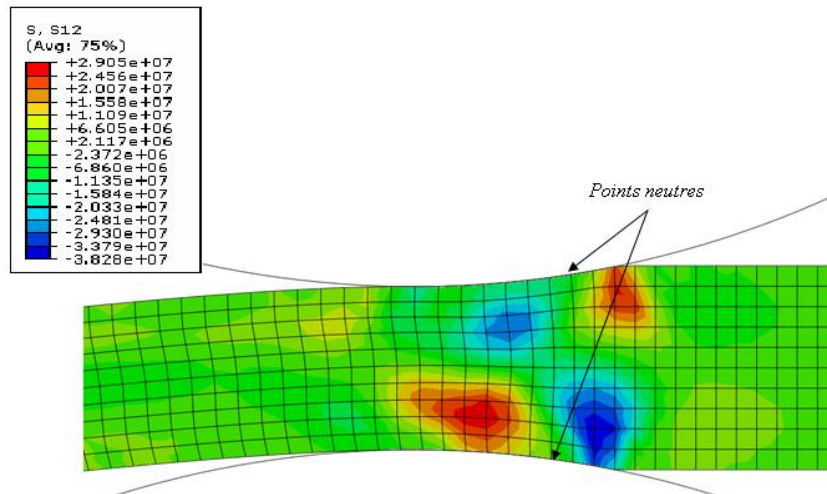 S, S12
(Avg: 75%)
+2.905e+07
+2.456e+07
+2.007e+07
+1.558e+07
+1.109e+07
+6.605e+06
+2.117e+06
-2.372e+06
-6.860e+06
-1.135e+07
-1.584e+07
-2.033e+07
-2.481e+07
-2.930e+07
-3.379e+07
-3.828e+07
Points neutres